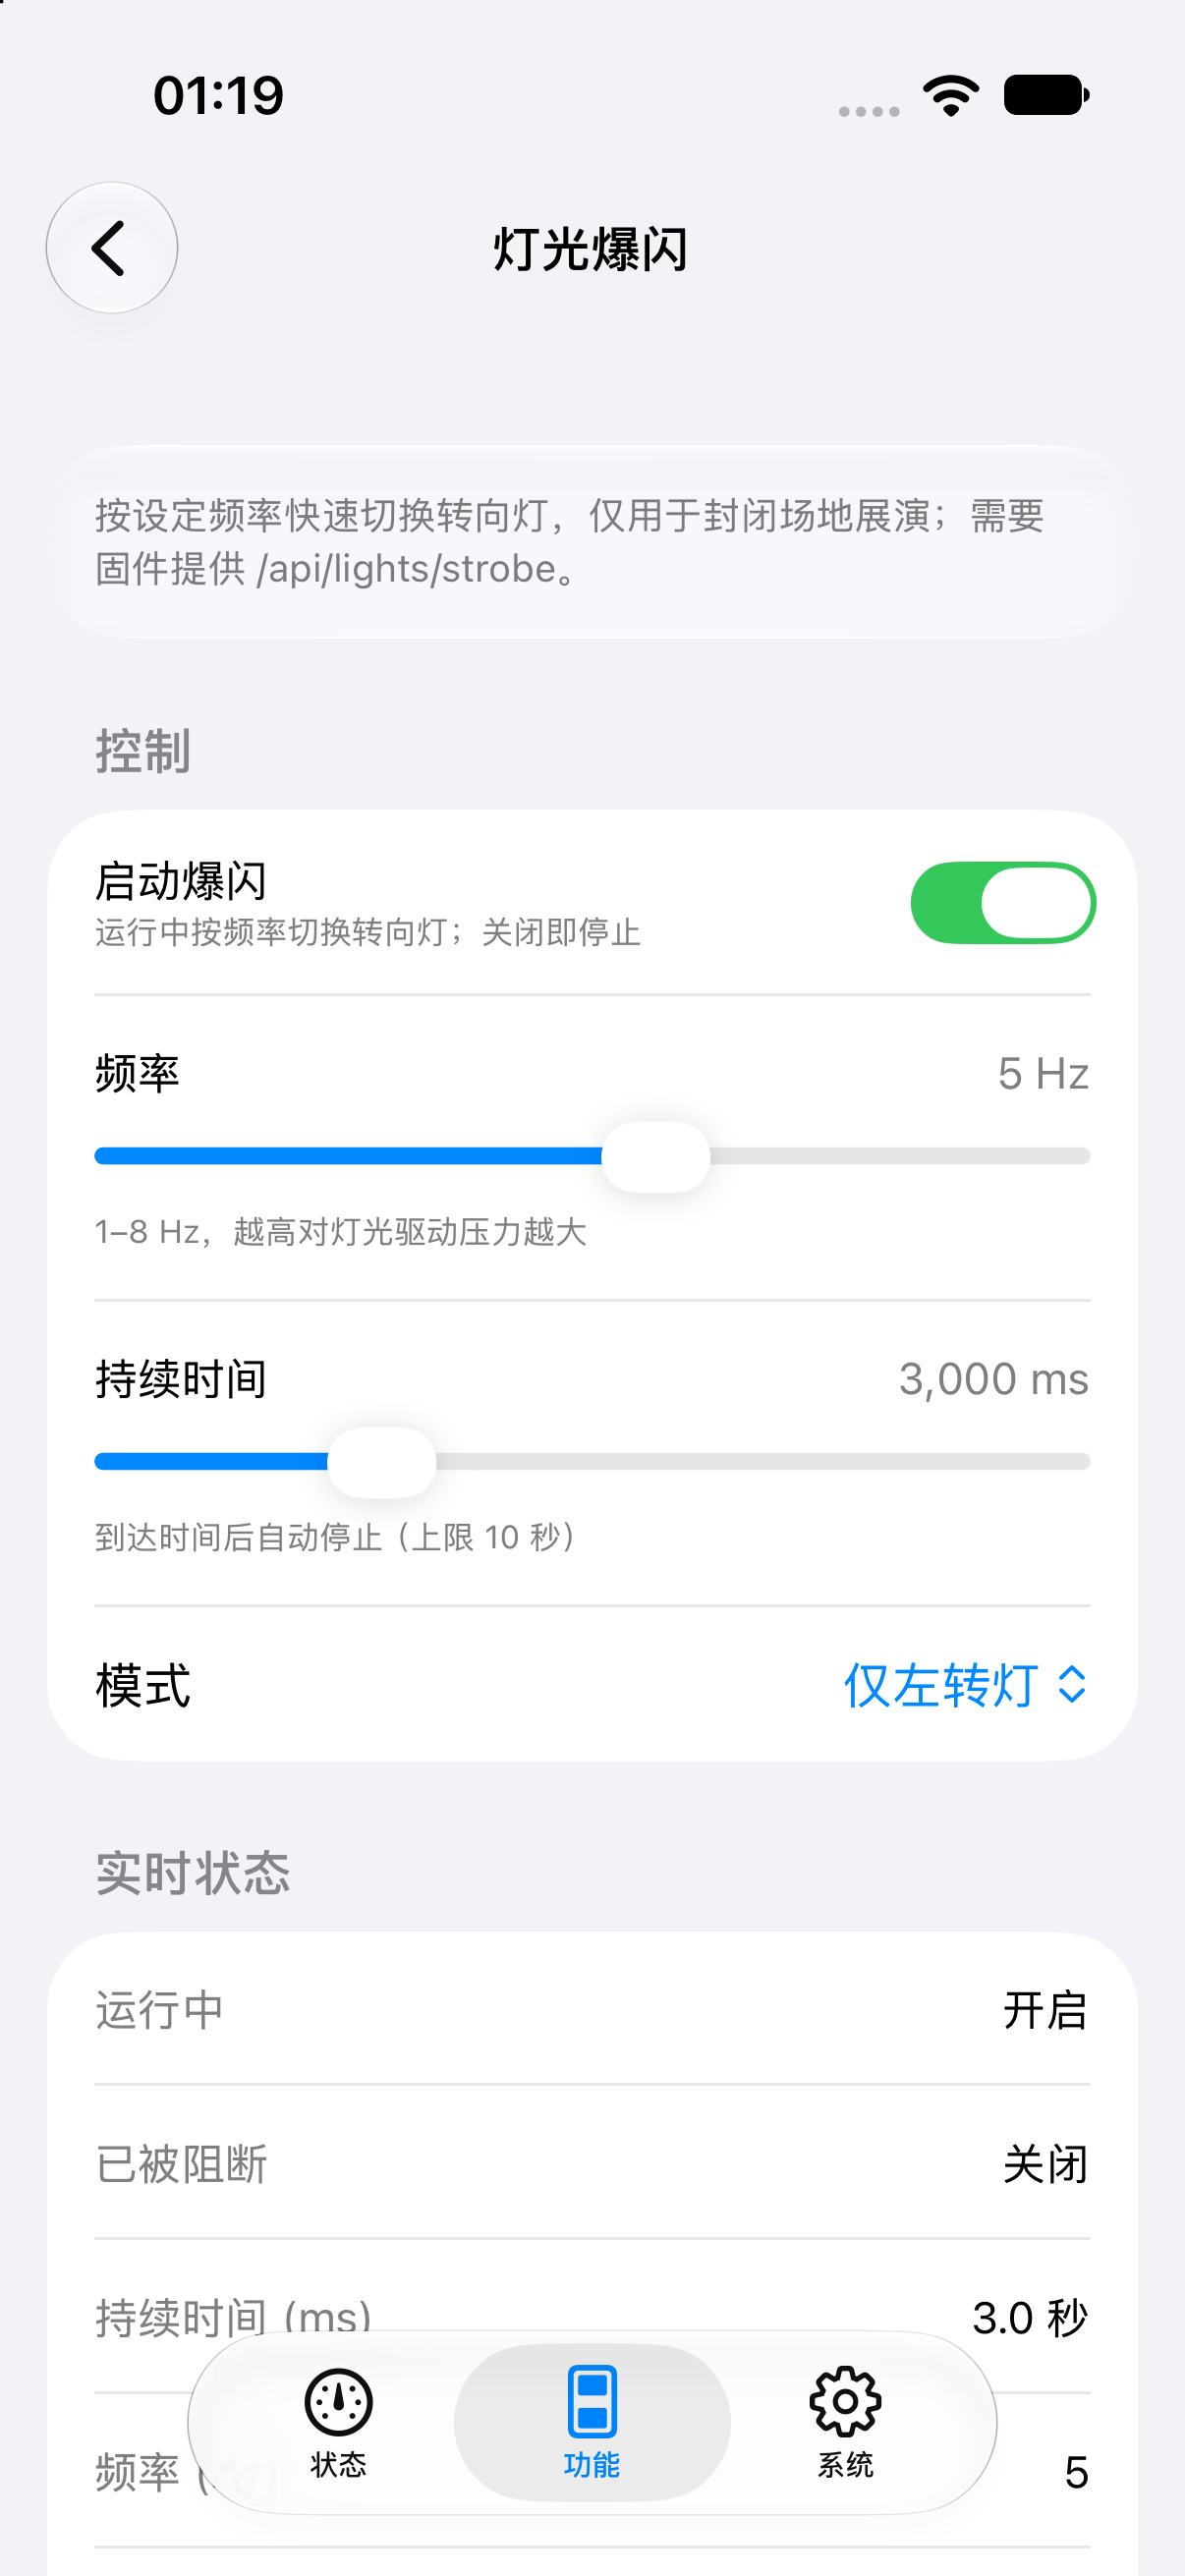 01:19
灯光爆闪
按设定频率快速切换转向灯，仅用于封闭场地展演；需要
固件提供 /api/lights/strobe。
控制
启动爆闪
运行中按频率切换转向灯；关闭即停止
频率 5 Hz
1–8 Hz，越高对灯光驱动压力越大
持续时间 3,000 ms
到达时间后自动停止（上限 10 秒）
模式 仅左转灯
实时状态
运行中 开启
已被阻断 关闭
持续时间 (ms) 3.0 秒
频率 5
状态 功能 系统